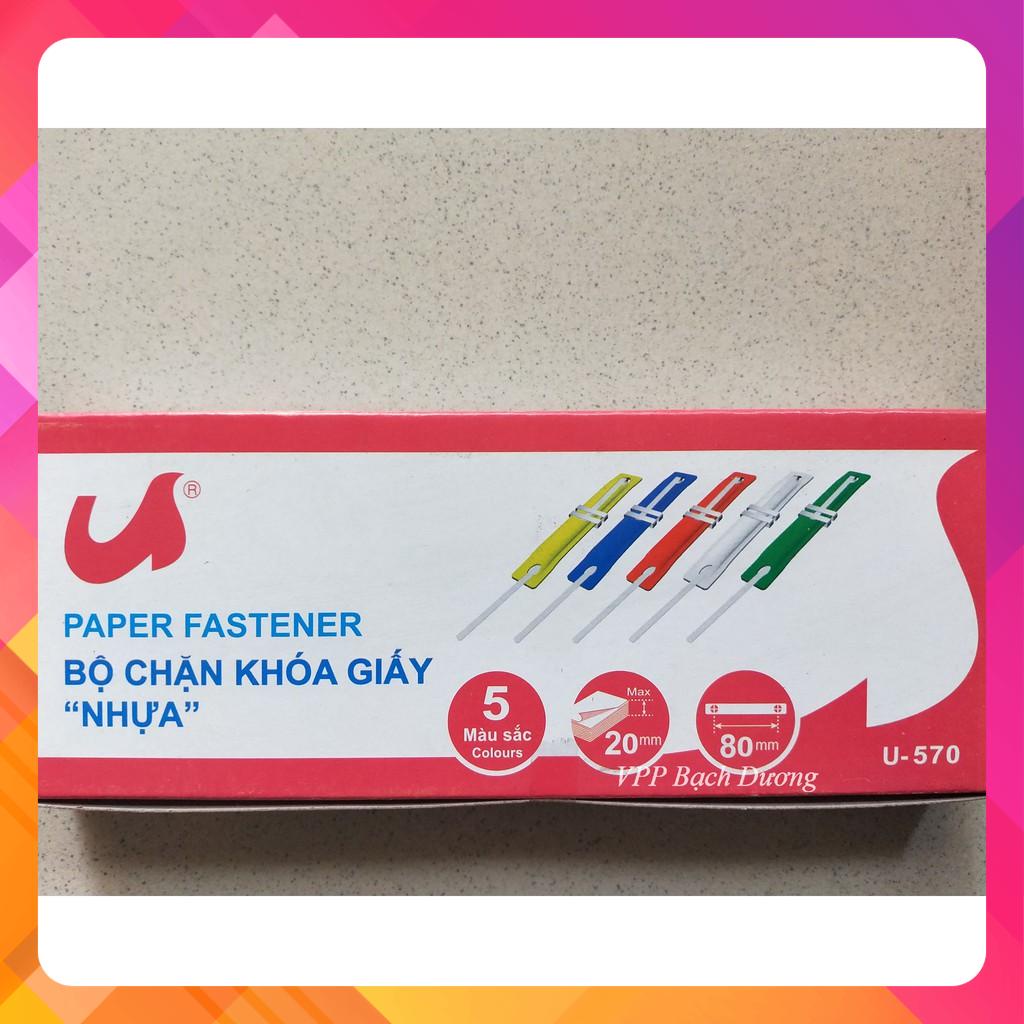 ®
PAPER FASTENER
BỘ CHẶN KHÓA GIẤY
“NHỰA”
5
Màu sắc
Colours
Max
20mm
80mm
U-570
VPP Bạch Dương